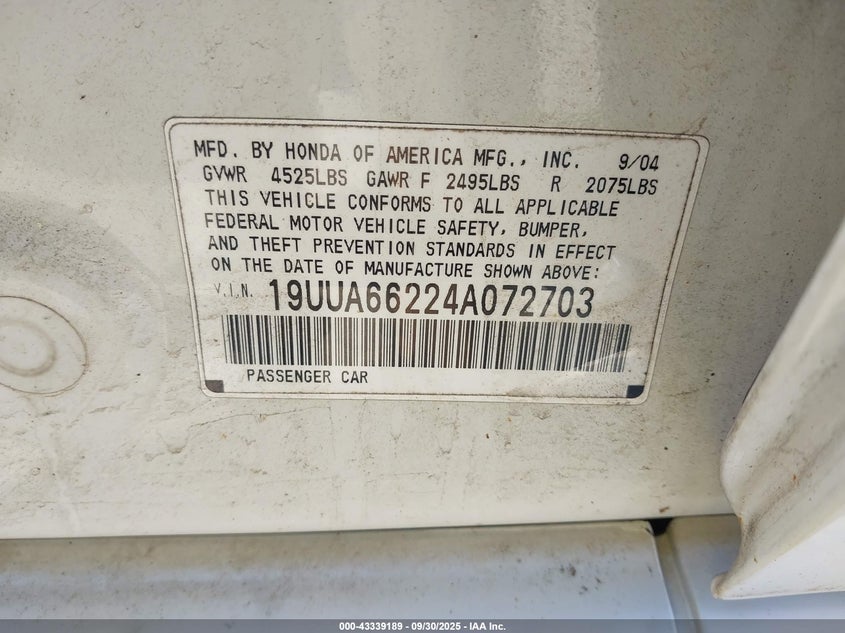 MFD. BY HONDA OF AMERICA MFG., INC. 9/04
GVWR 4525LBS GAWR F 2495LBS R 2075LBS
THIS VEHICLE CONFORMS TO ALL APPLICABLE
FEDERAL MOTOR VEHICLE SAFETY, BUMPER,
AND THEFT PREVENTION STANDARDS IN EFFECT
ON THE DATE OF MANUFACTURE SHOWN ABOVE:
V.I.N. 19UUA66224A072703
PASSENGER CAR
000-43339189 - 09/30/2025 - IAA Inc.